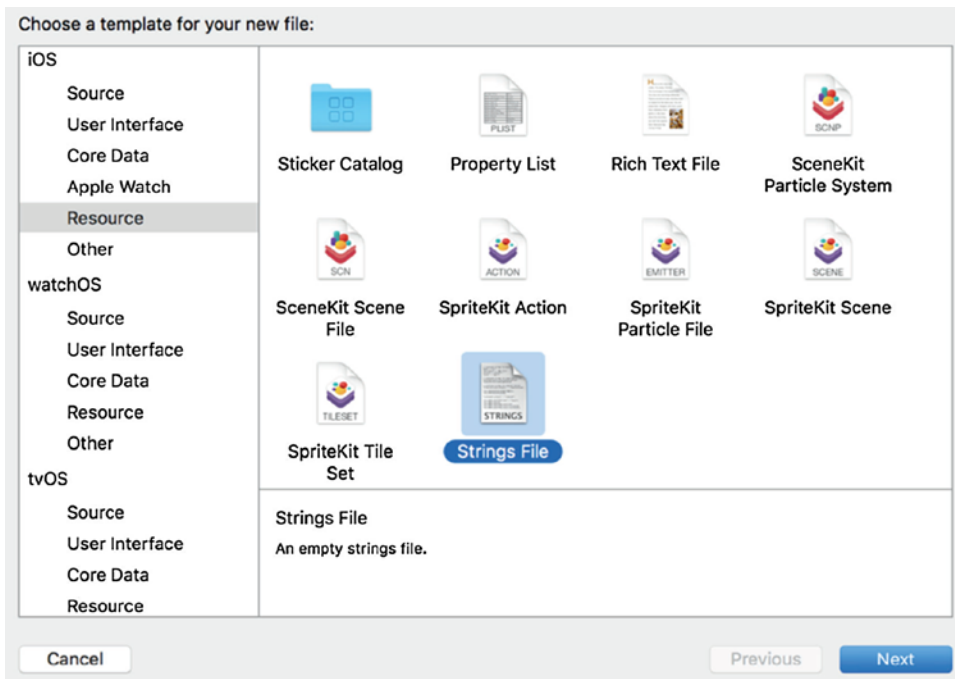 Choose a template for your new file:
iOS
Source
User Interface
Core Data
Apple Watch
Resource
Other
watchOS
Source
User Interface
Core Data
Resource
Other
tvOS
Source
User Interface
Core Data
Resource
PLIST
SCNP
Sticker Catalog
Property List
Rich Text File
SceneKit
Particle System
SCN
ACTION
EMITTER
SCENE
SceneKit Scene
File
SpriteKit Action
SpriteKit
Particle File
SpriteKit Scene
TILESET
STRINGS
SpriteKit Tile
Set
Strings File
Strings File
An empty strings file.
Cancel
Previous
Next